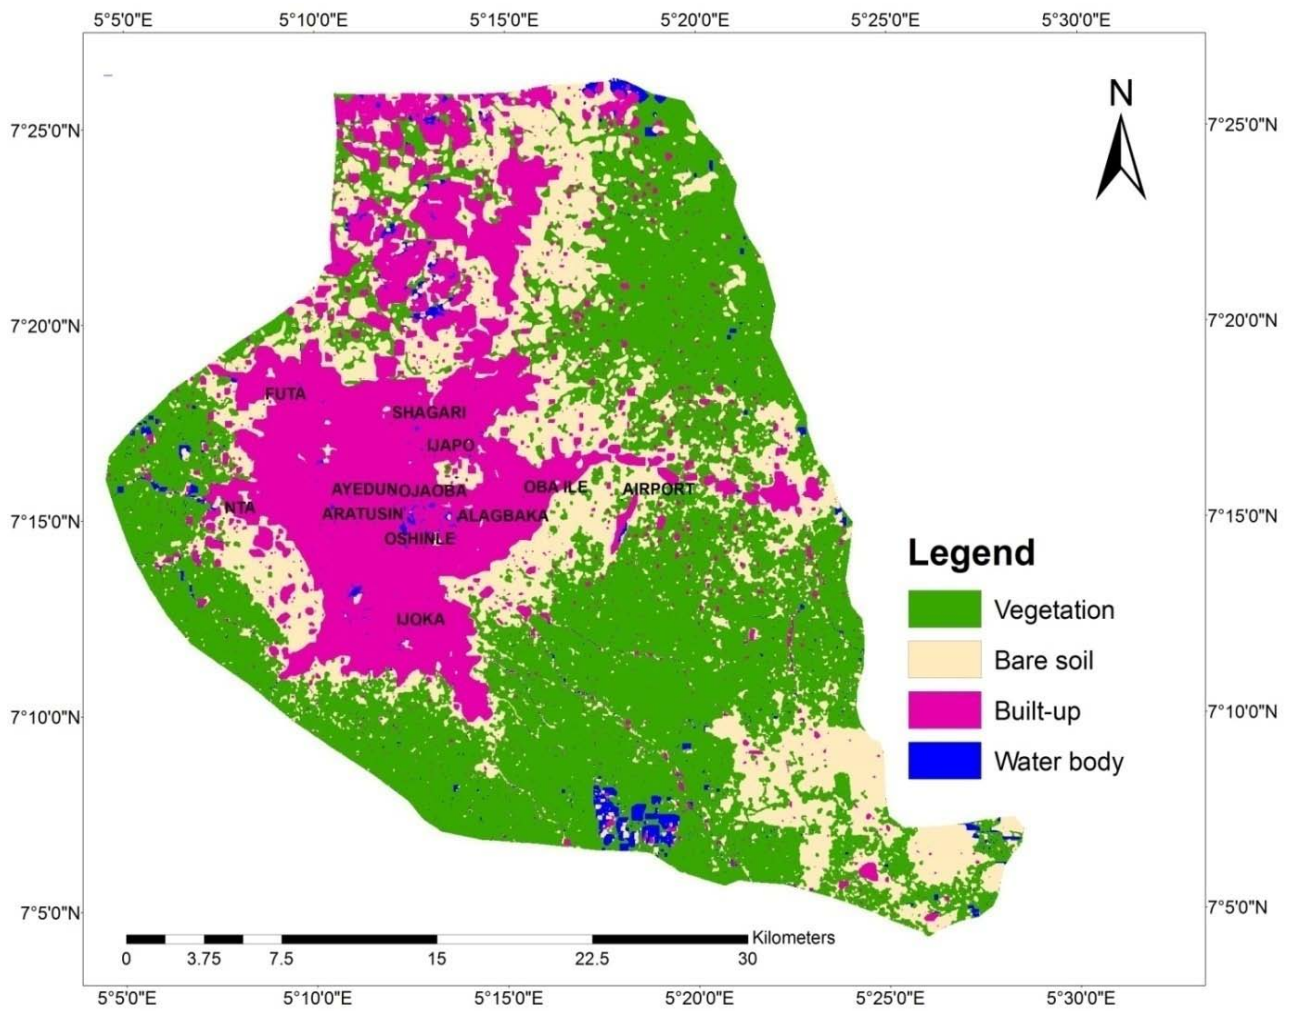 5°5'0"E 5°10'0"E 5°15'0"E 5°20'0"E 5°25'0"E 5°30'0"E
N
7°25'0"N 7°25'0"N
7°20'0"N 7°20'0"N
FUTA
SHAGARI
IJAPO
AYEDUN OJAOBA OBA ILE AIRPORT
NTA ARATUSIN ALAGBAKA
7°15'0"N 7°15'0"N
OSHINLE
IJOKA
Legend
Vegetation
Bare soil
Built-up
Water body
7°10'0"N 7°10'0"N
7°5'0"N 7°5'0"N
Kilometers
0 3.75 7.5 15 22.5 30
5°5'0"E 5°10'0"E 5°15'0"E 5°20'0"E 5°25'0"E 5°30'0"E